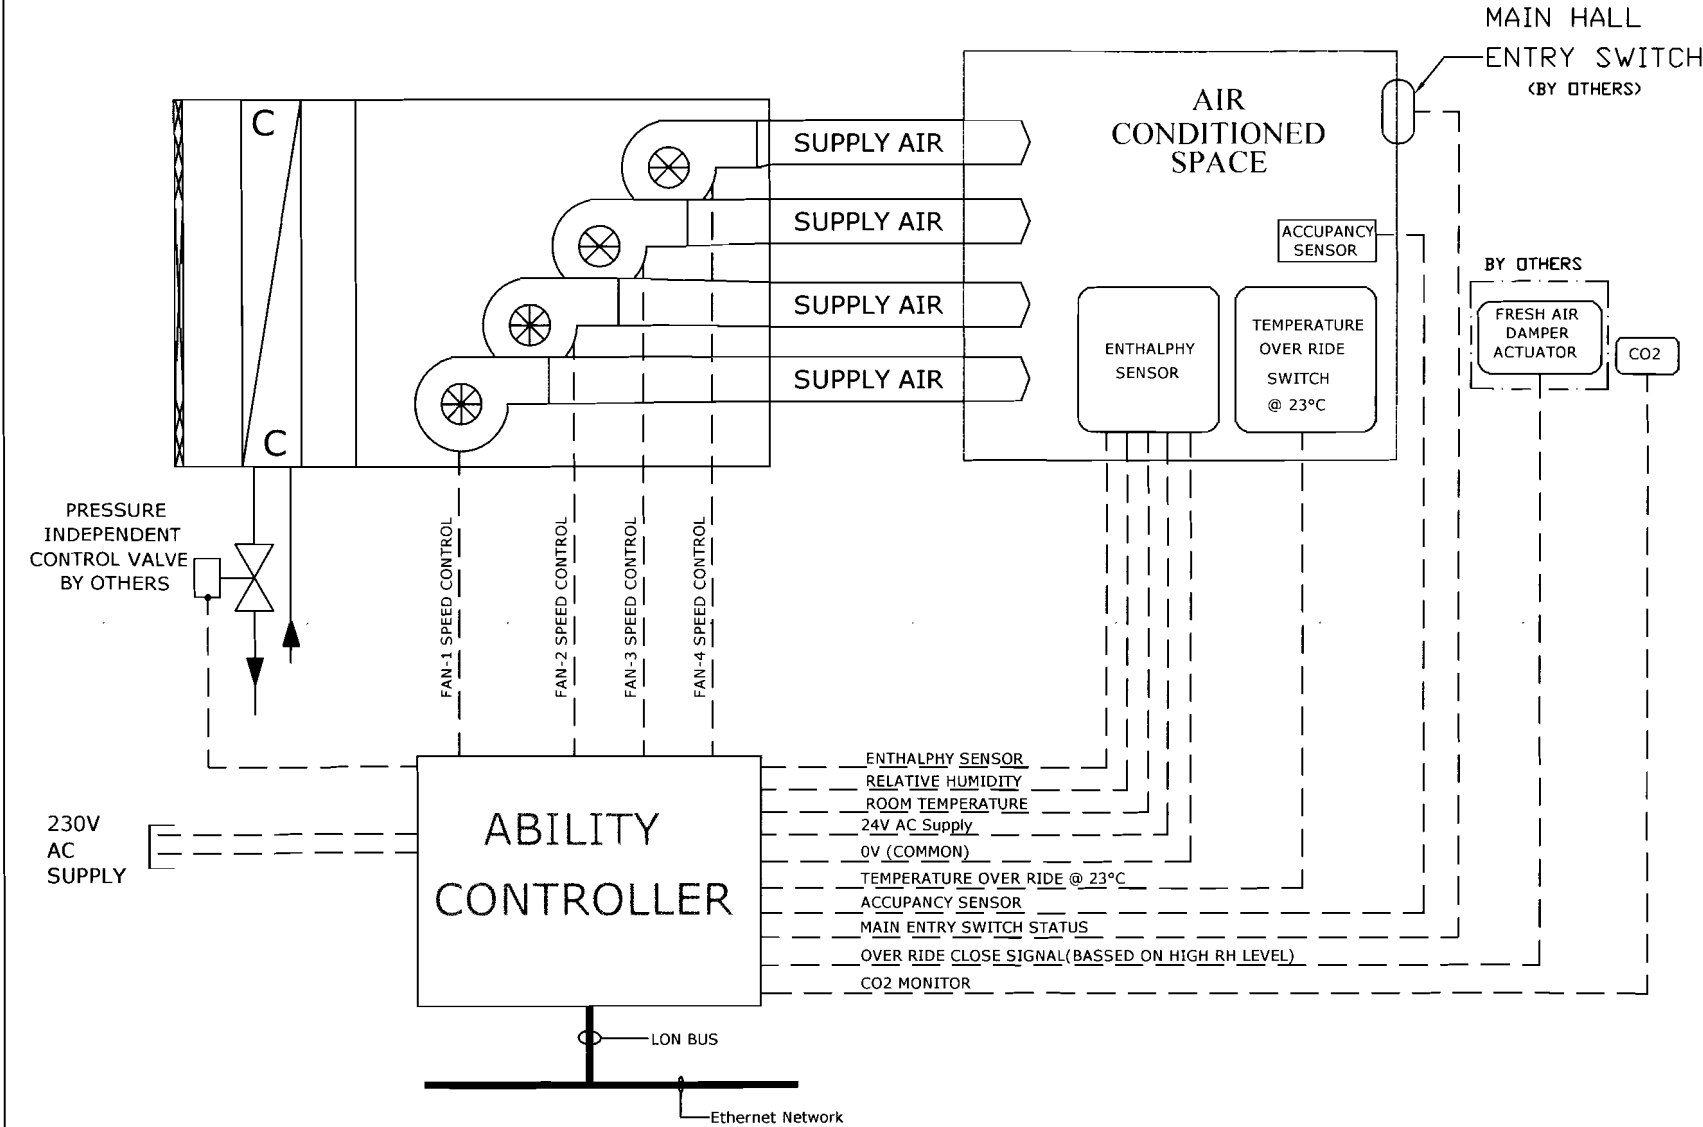 MAIN HALL
ENTRY SWITCH
(BY OTHERS)
AIR
CONDITIONED
SPACE
C
C
SUPPLY AIR
SUPPLY AIR
SUPPLY AIR
SUPPLY AIR
ACCUPANCY
SENSOR
ENTHALPHY
SENSOR
TEMPERATURE
OVER RIDE
SWITCH
@ 23°C
BY OTHERS
FRESH AIR
DAMPER
ACTUATOR
CO2
PRESSURE
INDEPENDENT
CONTROL VALVE
BY OTHERS
FAN-1 SPEED CONTROL
FAN-2 SPEED CONTROL
FAN-3 SPEED CONTROL
FAN-4 SPEED CONTROL
230V
AC
SUPPLY
ABILITY
CONTROLLER
ENTHALPHY SENSOR
RELATIVE HUMIDITY
ROOM TEMPERATURE
24V AC Supply
0V (COMMON)
TEMPERATURE OVER RIDE @ 23°C
ACCUPANCY SENSOR
MAIN ENTRY SWITCH STATUS
OVER RIDE CLOSE SIGNAL(BASSED ON HIGH RH LEVEL)
CO2 MONITOR
LON BUS
Ethernet Network